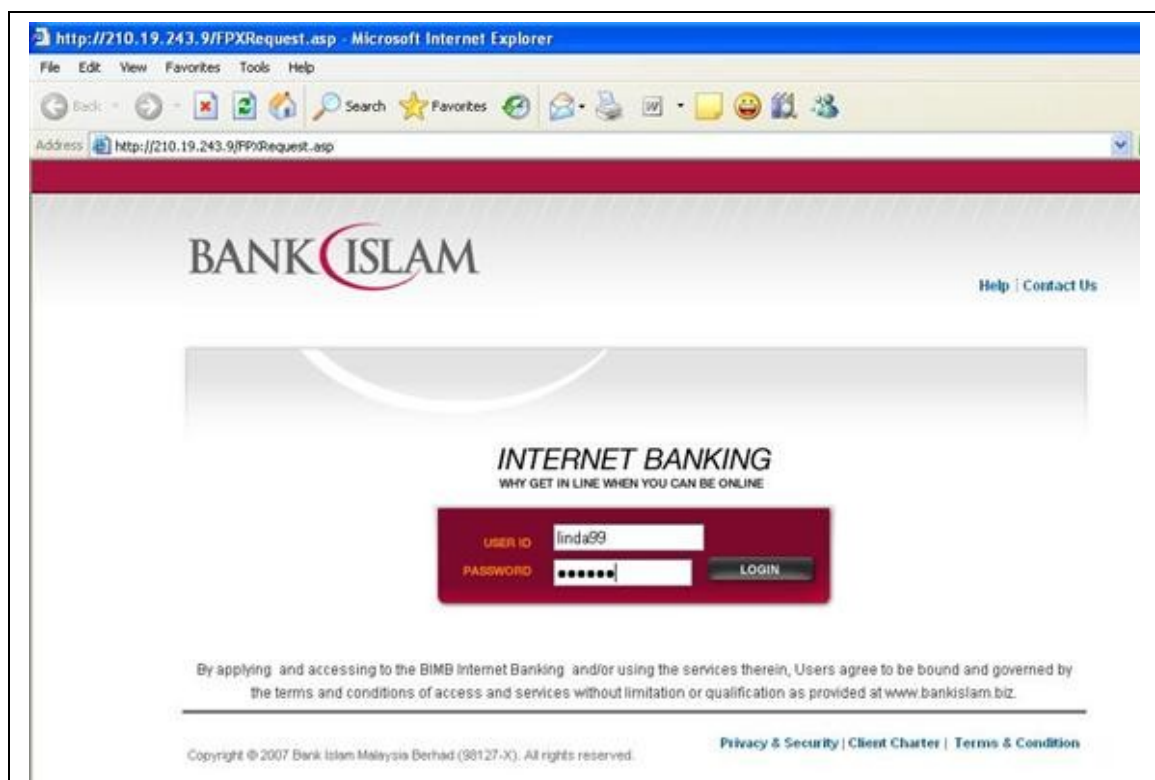 http://210.19.243.9/FPXRequest.asp - Microsoft Internet Explorer
File Edit View Favorites Tools Help
Back Search Favorites
Address http://210.19.243.9/FPXRequest.asp
BANK ISLAM
Help | Contact Us
INTERNET BANKING
WHY GET IN LINE WHEN YOU CAN BE ONLINE
USER ID linda99
PASSWORD ●●●●●●
LOGIN
By applying and accessing to the BIMB Internet Banking and/or using the services therein, Users agree to be bound and governed by
the terms and conditions of access and services without limitation or qualification as provided at www.bankislam.biz.
Privacy & Security | Client Charter | Terms & Condition
Copyright © 2007 Bank Islam Malaysia Berhad (98127-X). All rights reserved.